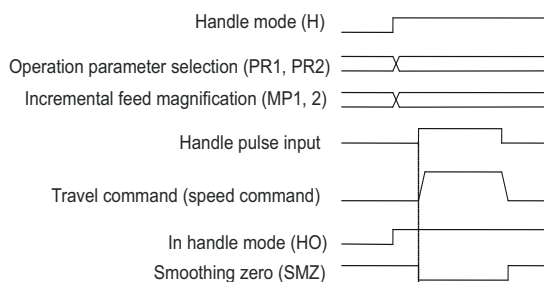 Handle mode (H)
Operation parameter selection (PR1, PR2)
Incremental feed magnification (MP1, 2)
Handle pulse input
Travel command (speed command)
In handle mode (HO)
Smoothing zero (SMZ)